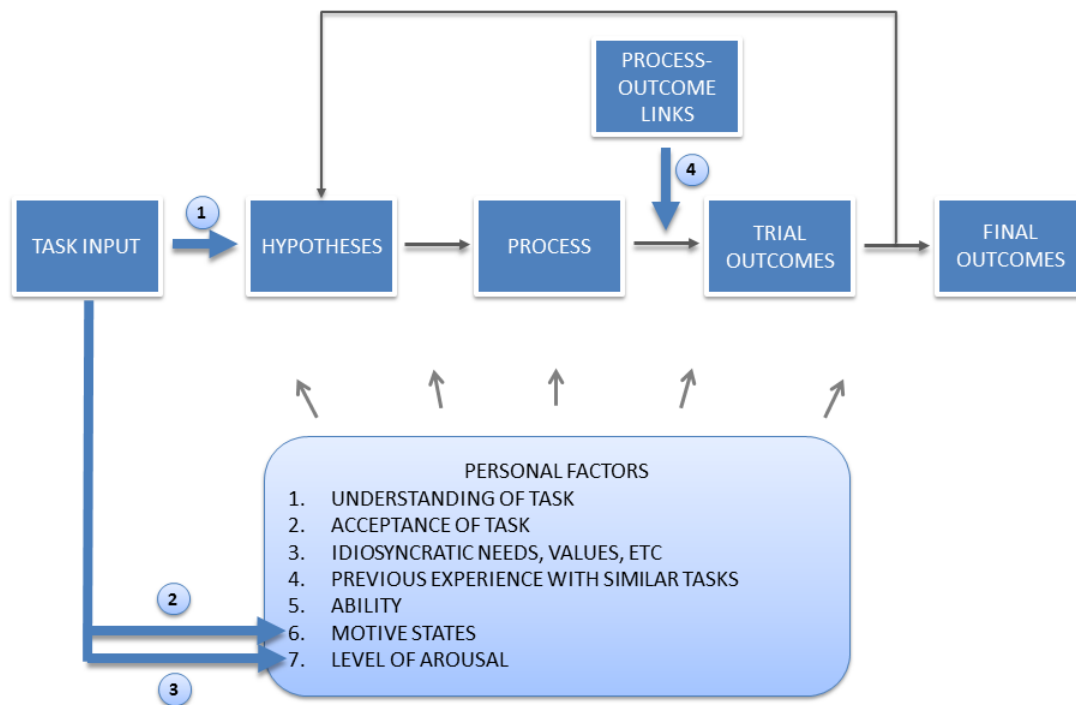 PROCESS-
OUTCOME
LINKS
4
1
TASK INPUT
HYPOTHESES
PROCESS
TRIAL
OUTCOMES
FINAL
OUTCOMES
PERSONAL FACTORS
1. UNDERSTANDING OF TASK
2. ACCEPTANCE OF TASK
3. IDIOSYNCRATIC NEEDS, VALUES, ETC
4. PREVIOUS EXPERIENCE WITH SIMILAR TASKS
5. ABILITY
6. MOTIVE STATES
7. LEVEL OF AROUSAL
2
3